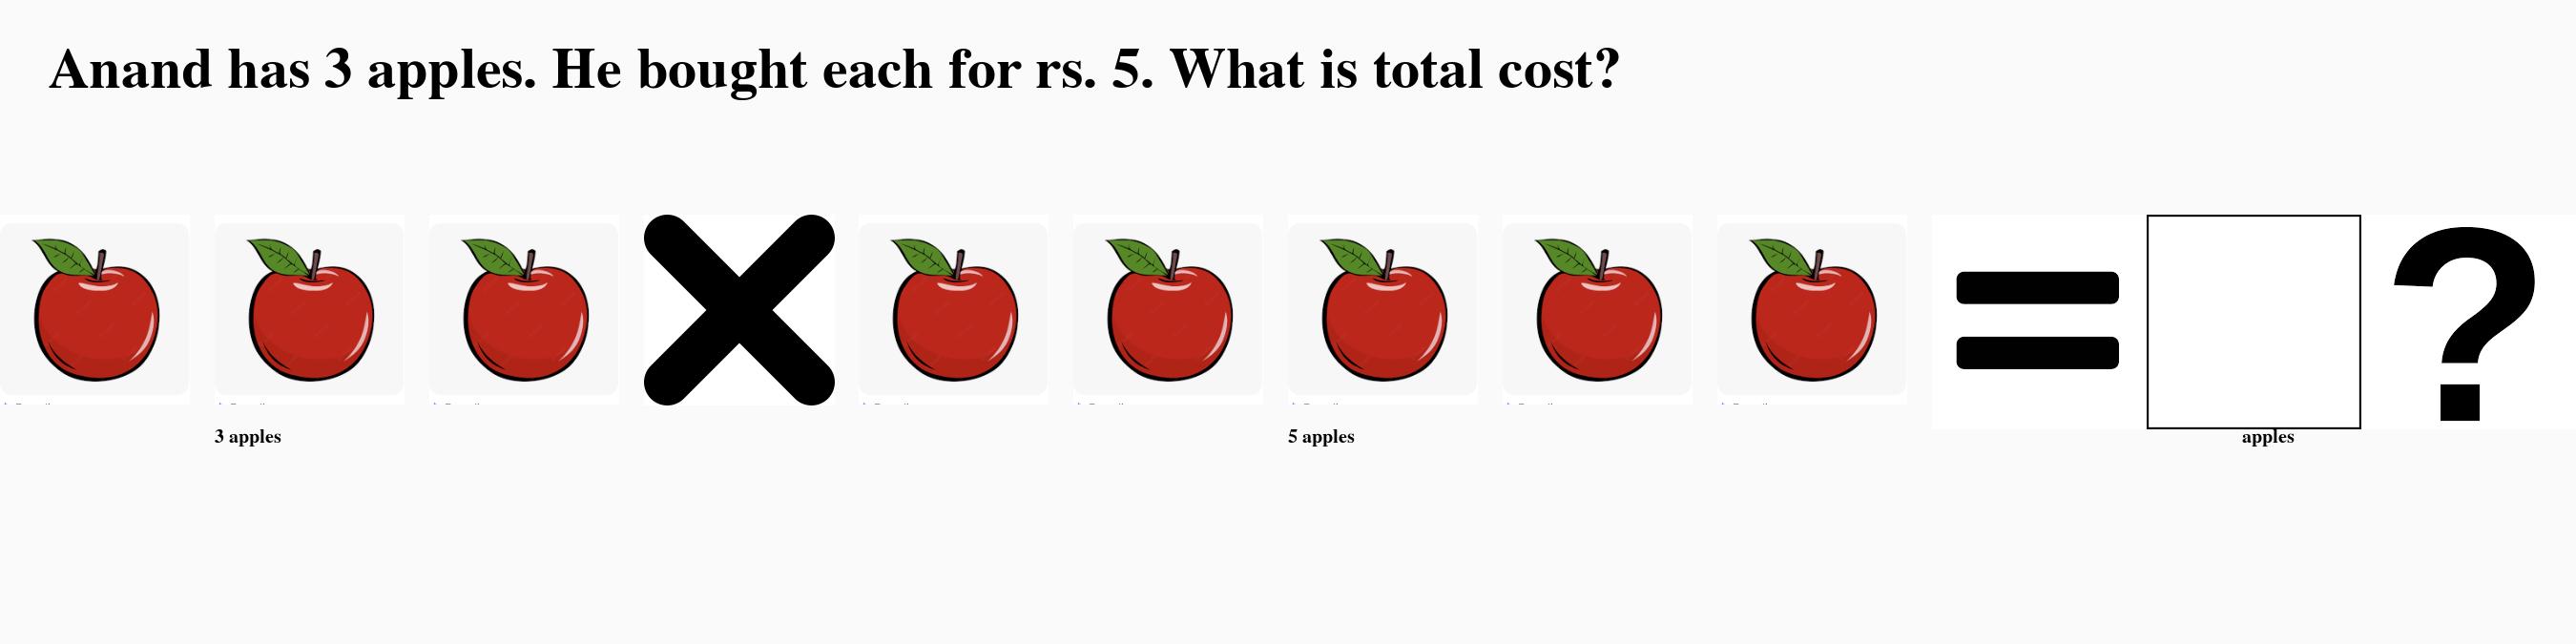 Anand has 3 apples. He bought each for rs. 5. What is total cost?
= ?
3 apples
5 apples
apples